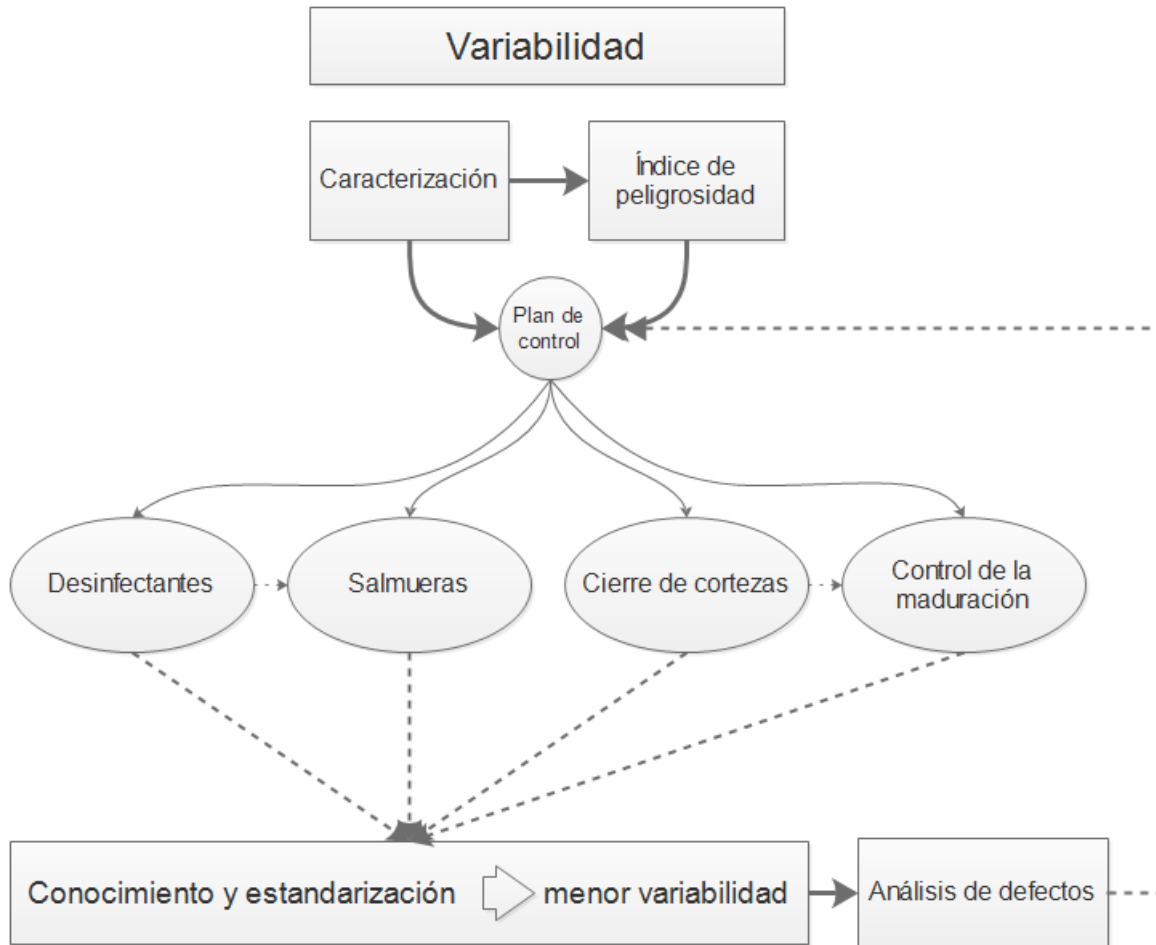 Variabilidad
Caracterización
Índice de
peligrosidad
Plan de
control
Desinfectantes
Salmueras
Cierre de cortezas
Control de la
maduración
Conocimiento y estandarización
menor variabilidad
Análisis de defectos